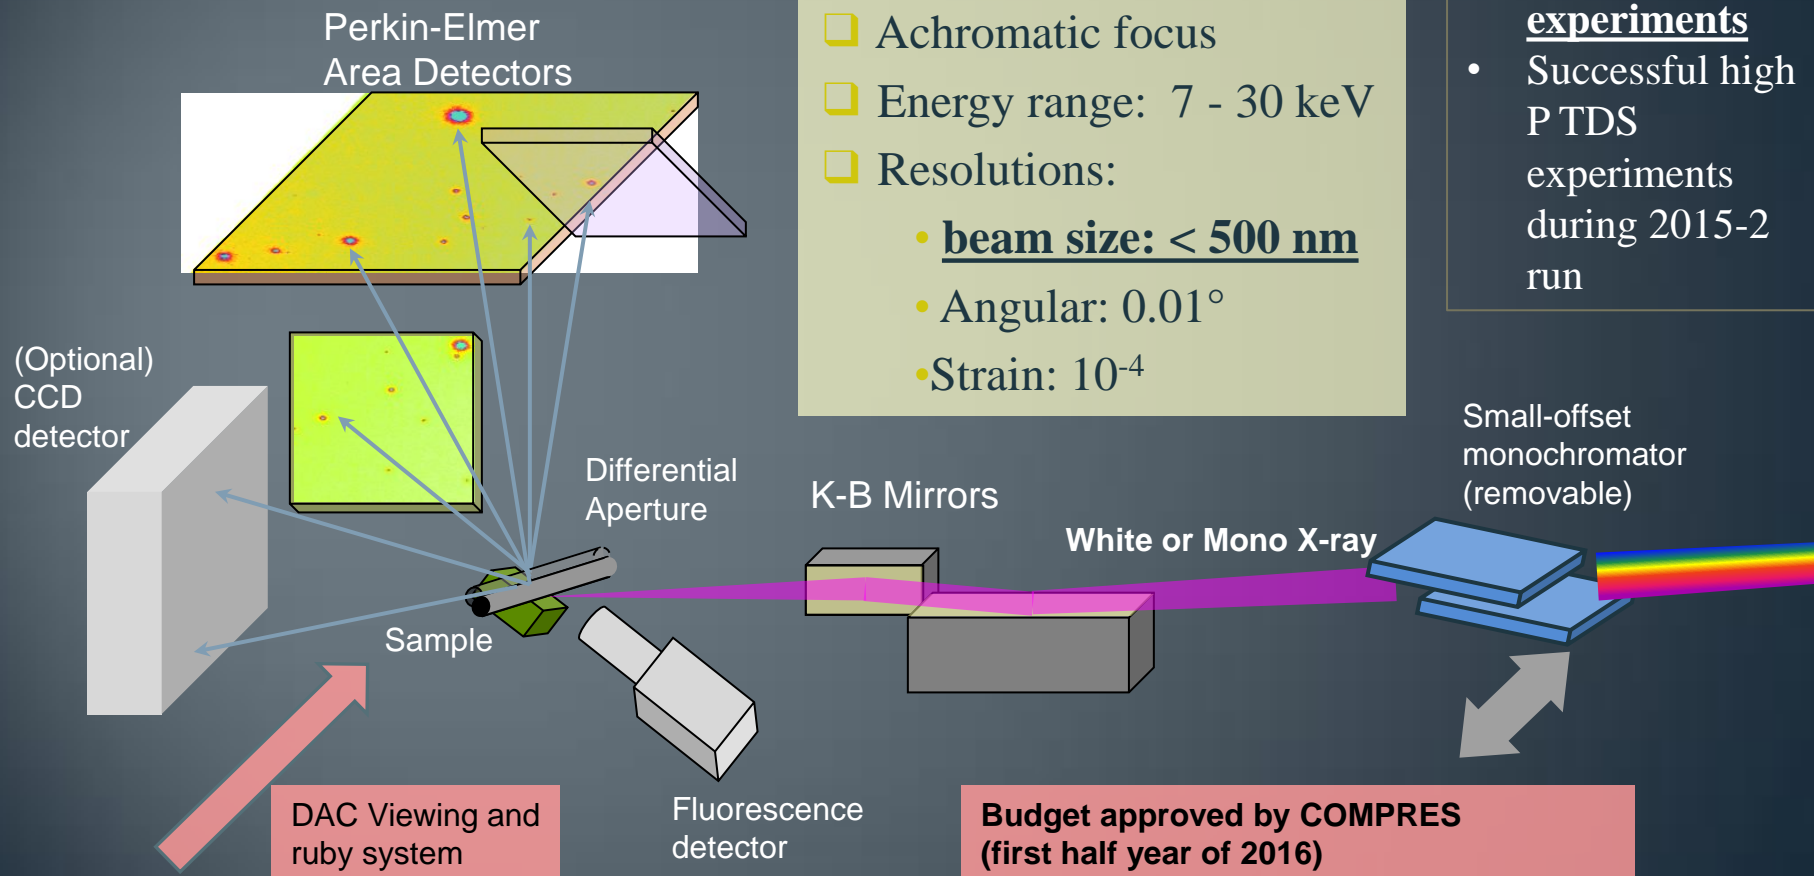 Perkin-Elmer
Area Detectors
Achromatic focus
Energy range: 7 - 30 keV
Resolutions:
• beam size: < 500 nm
• Angular: 0.01°
•Strain: 10⁻⁴
experiments
• Successful high
P TDS
experiments
during 2015-2
run
(Optional)
CCD
detector
Differential
Aperture
K-B Mirrors
White or Mono X-ray
Small-offset
monochromator
(removable)
Sample
DAC Viewing and
ruby system
Fluorescence
detector
Budget approved by COMPRES
(first half year of 2016)